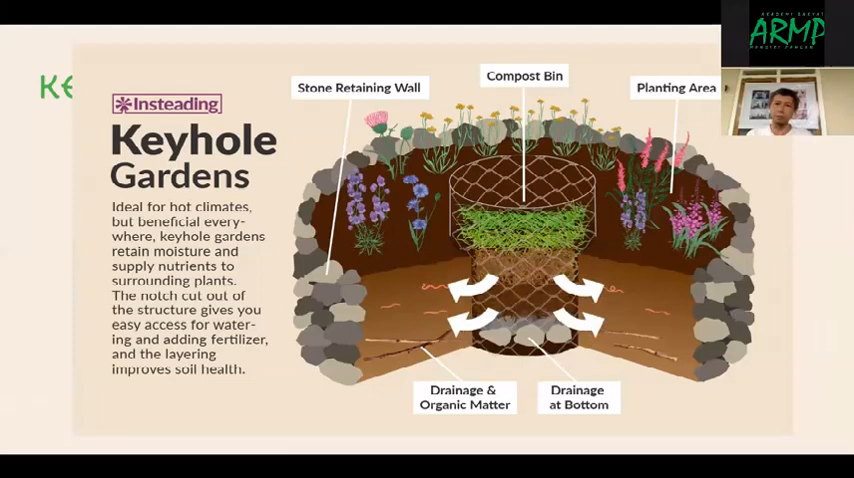 AKADEMI RAKYAT
ARMP
KE
Insteading
Keyhole
Gardens
Ideal for hot climates,
but beneficial every-
where, keyhole gardens
retain moisture and
supply nutrients to
surrounding plants.
The notch cut out of
the structure gives you
easy access for water-
ing and adding fertilizer,
and the layering
improves soil health.
Stone Retaining Wall
Compost Bin
Planting Area
Drainage &
Organic Matter
Drainage
at Bottom